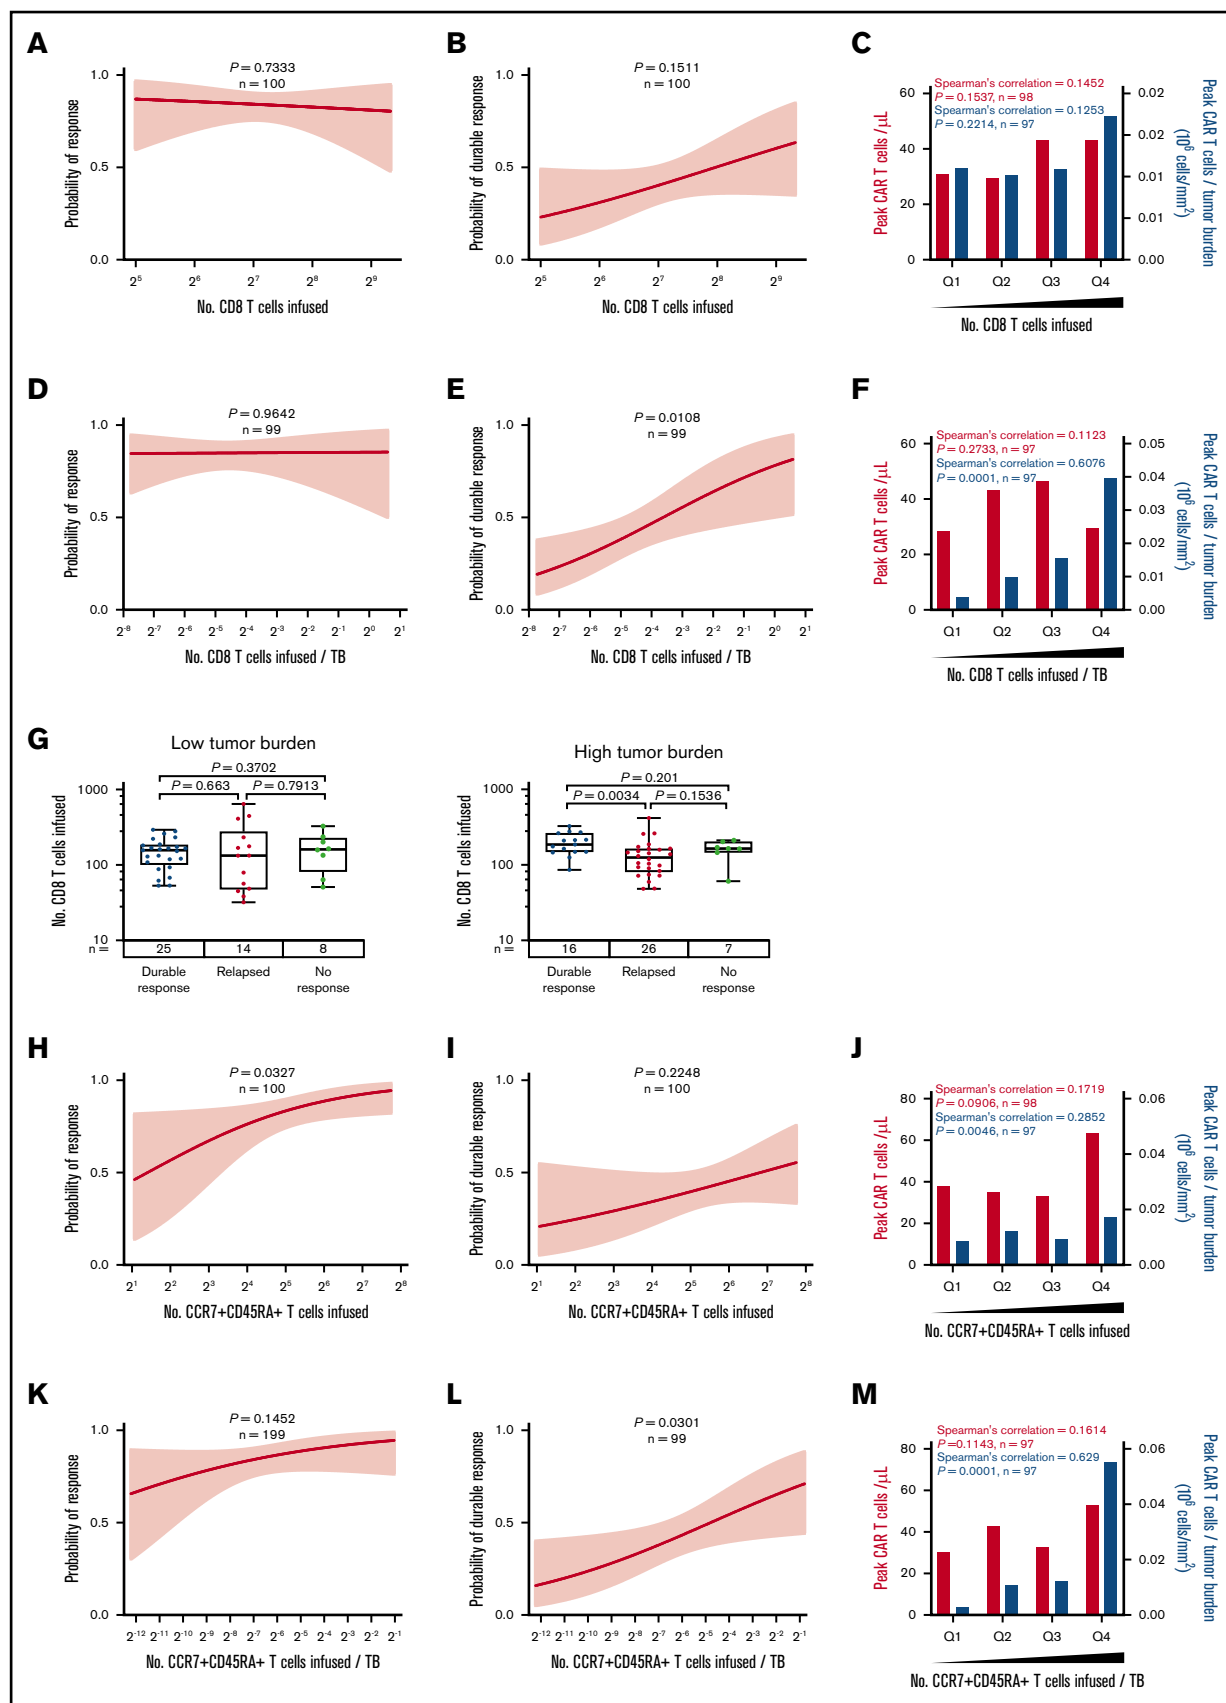 A
P = 0.7333
n = 100
Probability of response
1.0
0.5
0.0
2⁵ 2⁶ 2⁷ 2⁸ 2⁹
No. CD8 T cells infused
B
P = 0.1511
n = 100
Probability of durable response
1.0
0.5
0.0
2⁵ 2⁶ 2⁷ 2⁸ 2⁹
No. CD8 T cells infused
C
Spearman's correlation = 0.1452
P = 0.1537, n = 98
Spearman's correlation = 0.1253
P = 0.2214, n = 97
Peak CAR T cells /μL
60
40
20
0
0.02
0.02
0.01
0.01
0.00
Peak CAR T cells / tumor burden
(10⁶ cells/mm²)
Q1 Q2 Q3 Q4
No. CD8 T cells infused
D
P = 0.9642
n = 99
Probability of response
1.0
0.5
0.0
2⁻⁸ 2⁻⁷ 2⁻⁶ 2⁻⁵ 2⁻⁴ 2⁻³ 2⁻² 2⁻¹ 2⁰ 2¹
No. CD8 T cells infused / TB
E
P = 0.0108
n = 99
Probability of durable response
1.0
0.5
0.0
2⁻⁸ 2⁻⁷ 2⁻⁶ 2⁻⁵ 2⁻⁴ 2⁻³ 2⁻² 2⁻¹ 2⁰ 2¹
No. CD8 T cells infused / TB
F
Spearman's correlation = 0.1123
P = 0.2733, n = 97
Spearman's correlation = 0.6076
P = 0.0001, n = 97
Peak CAR T cells /μL
60
40
20
0
0.05
0.04
0.03
0.02
0.01
0.00
Peak CAR T cells / tumor burden
(10⁶ cells/mm²)
Q1 Q2 Q3 Q4
No. CD8 T cells infused / TB
G
Low tumor burden
P = 0.3702
P = 0.663 P = 0.7913
No. CD8 T cells infused
1000
100
10
n = 25 14 8
Durable Relapsed No
response response
High tumor burden
P = 0.201
P = 0.0034 P = 0.1536
No. CD8 T cells infused
1000
100
10
n = 16 26 7
Durable Relapsed No
response response
H
P = 0.0327
n = 100
Probability of response
1.0
0.5
0.0
2¹ 2² 2³ 2⁴ 2⁵ 2⁶ 2⁷ 2⁸
No. CCR7+CD45RA+ T cells infused
I
P = 0.2248
n = 100
Probability of durable response
1.0
0.5
0.0
2¹ 2² 2³ 2⁴ 2⁵ 2⁶ 2⁷ 2⁸
No. CCR7+CD45RA+ T cells infused
J
Spearman's correlation = 0.1719
P = 0.0906, n = 98
Spearman's correlation = 0.2852
P = 0.0046, n = 97
Peak CAR T cells /μL
80
60
40
20
0
0.06
0.04
0.02
0.00
Peak CAR T cells / tumor burden
(10⁶ cells/mm²)
Q1 Q2 Q3 Q4
No. CCR7+CD45RA+ T cells infused
K
P = 0.1452
n = 199
Probability of response
1.0
0.5
0.0
2⁻¹² 2⁻¹¹ 2⁻¹⁰ 2⁻⁹ 2⁻⁸ 2⁻⁷ 2⁻⁶ 2⁻⁵ 2⁻⁴ 2⁻³ 2⁻² 2⁻¹
No. CCR7+CD45RA+ T cells infused / TB
L
P = 0.0301
n = 99
Probability of durable response
1.0
0.5
0.0
2⁻¹² 2⁻¹¹ 2⁻¹⁰ 2⁻⁹ 2⁻⁸ 2⁻⁷ 2⁻⁶ 2⁻⁵ 2⁻⁴ 2⁻³ 2⁻² 2⁻¹
No. CCR7+CD45RA+ T cells infused / TB
M
Spearman's correlation = 0.1614
P =0.1143, n = 97
Spearman's correlation = 0.629
P = 0.0001, n = 97
Peak CAR T cells /μL
80
60
40
20
0
0.06
0.04
0.02
0.00
Peak CAR T cells / tumor burden
(10⁶ cells/mm²)
Q1 Q2 Q3 Q4
No. CCR7+CD45RA+ T cells infused / TB